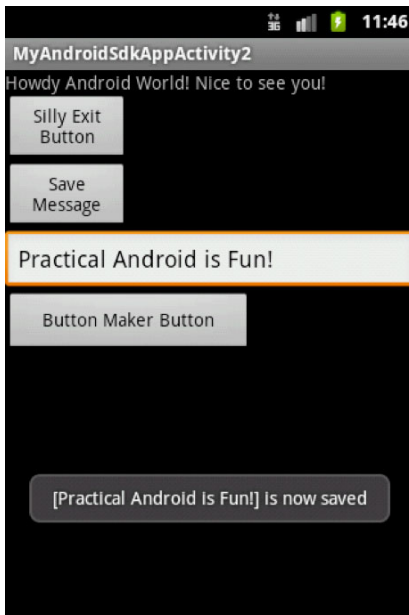 3G 11:46
MyAndroidSdkAppActivity2
Howdy Android World! Nice to see you!
Silly Exit
Button
Save
Message
Practical Android is Fun!
Button Maker Button
[Practical Android is Fun!] is now saved